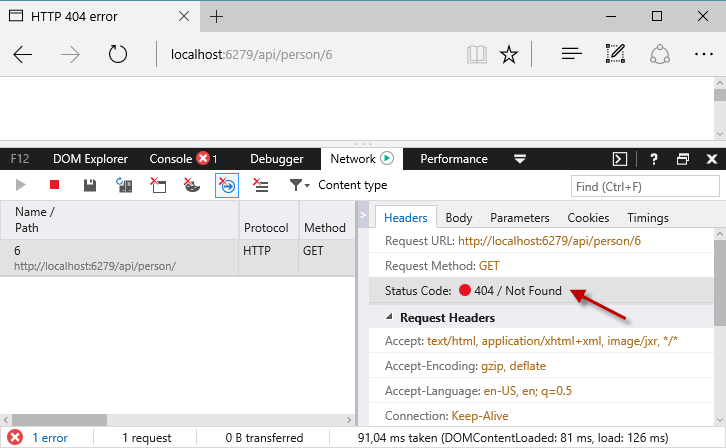 HTTP 404 error
localhost:6279/api/person/6
F12 DOM Explorer Console 1 Debugger Network Performance
Content type
Find (Ctrl+F)
Name /
Path Protocol Method
6 HTTP GET
http://localhost:6279/api/person/
Headers Body Parameters Cookies Timings
Request URL: http://localhost:6279/api/person/6
Request Method: GET
Status Code: 404 / Not Found
Request Headers
Accept: text/html, application/xhtml+xml, image/jxr, */*
Accept-Encoding: gzip, deflate
Accept-Language: en-US, en; q=0.5
Connection: Keep-Alive
1 error 1 request 0 B transferred 91,04 ms taken (DOMContentLoaded: 81 ms, load: 126 ms)